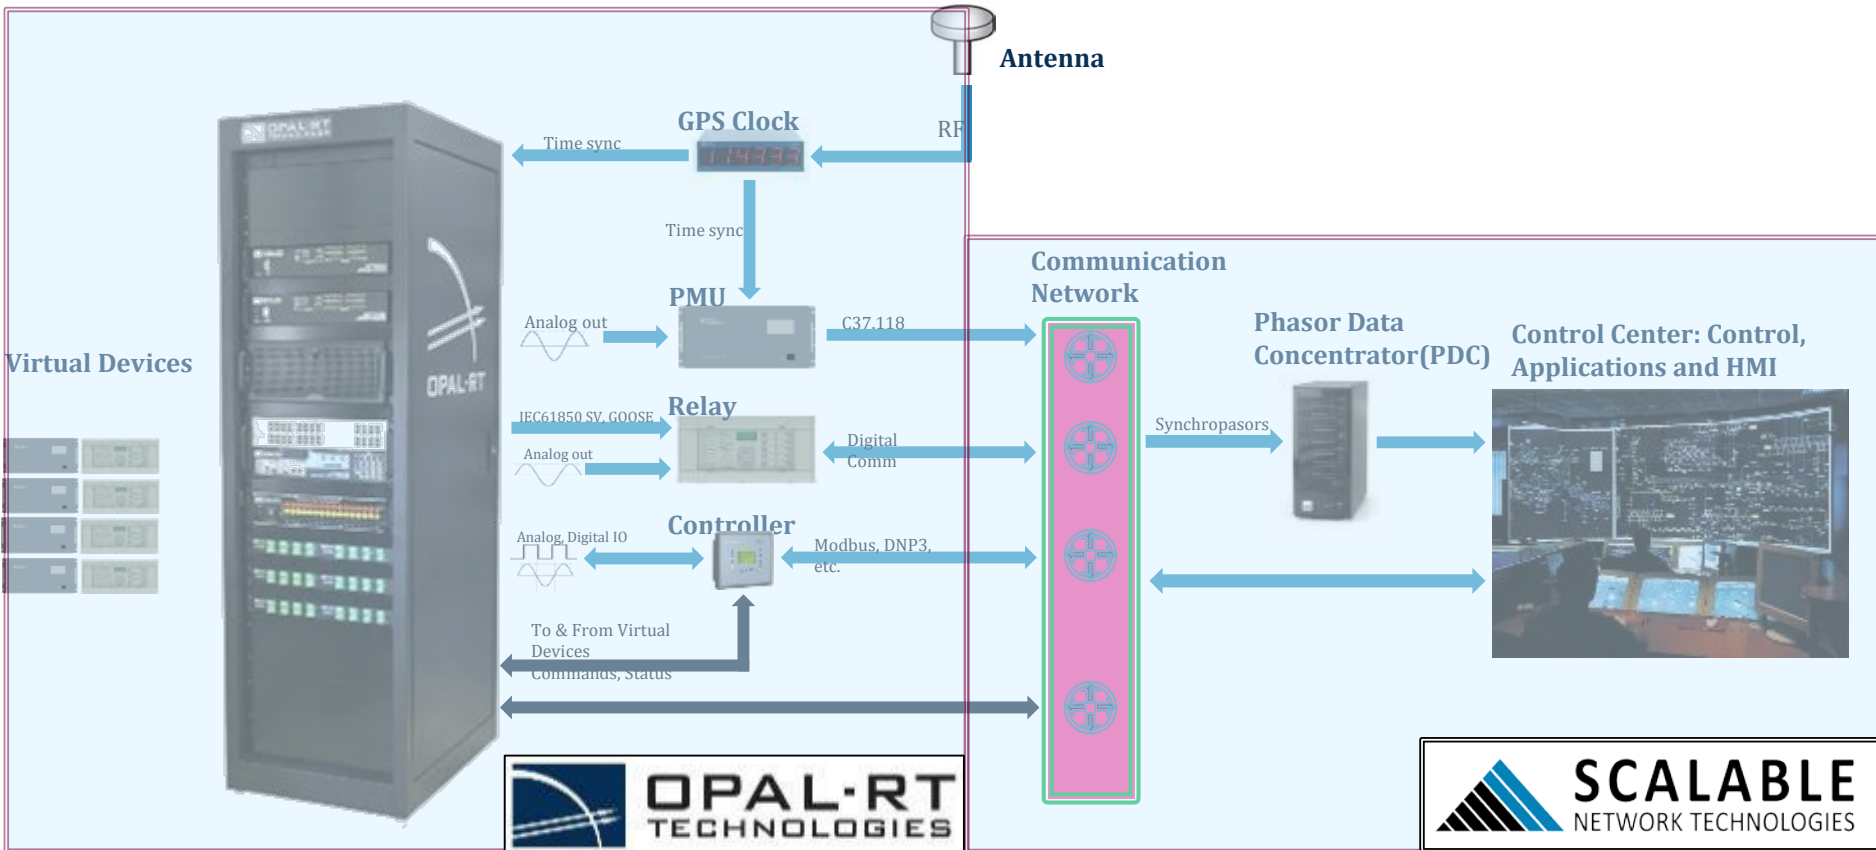 Antenna
GPS Clock
RF
Time sync
OPAL-RT
Time sync
Communication
Network
PMU
Analog out
C37.118
Phasor Data
Concentrator(PDC)
Control Center: Control,
Applications and HMI
Virtual Devices
OPAL-RT
Relay
IEC61850 SV, GOOSE
Analog out
Digital
Comm
Synchropasors
Controller
Analog, Digital IO
Modbus, DNP3,
etc.
To & From Virtual
Devices
Commands, Status
OPAL-RT
TECHNOLOGIES
SCALABLE
NETWORK TECHNOLOGIES